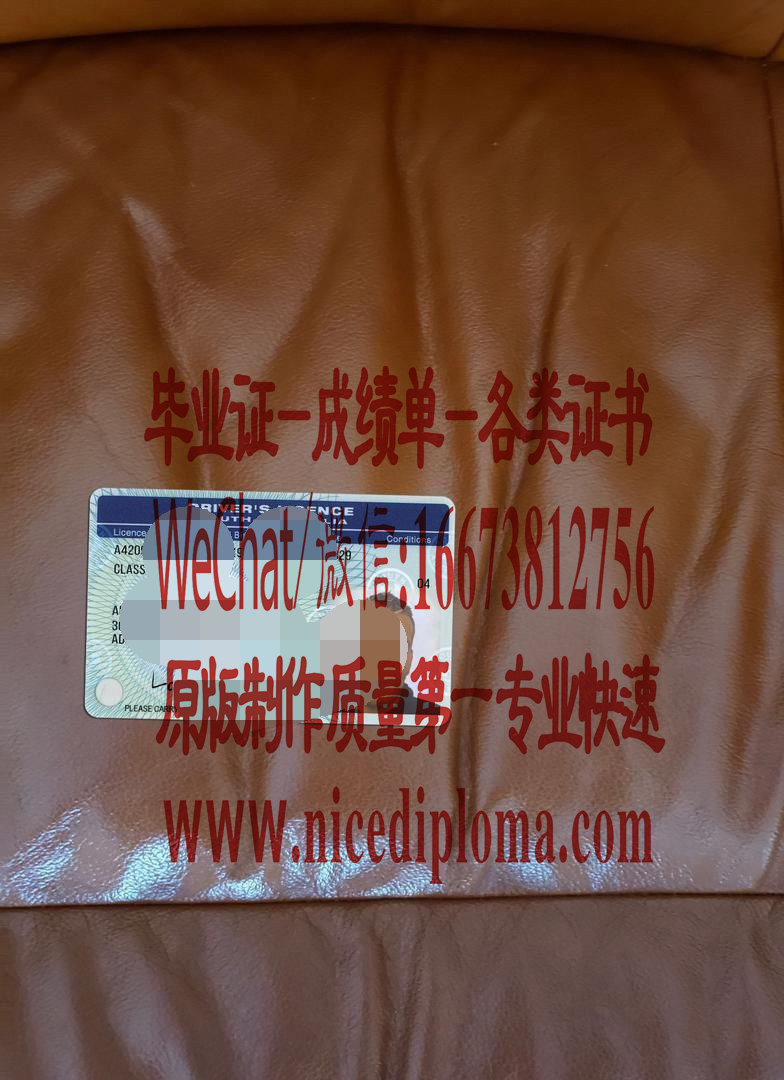 毕业证-成绩单-各类证书
DRIVER'S LICENCE
Licence
Conditions
WeChat/微信:16673812756
CLASS
04
PLEASE CARRY
原版制作质量第一专业快速
www.nicediploma.com